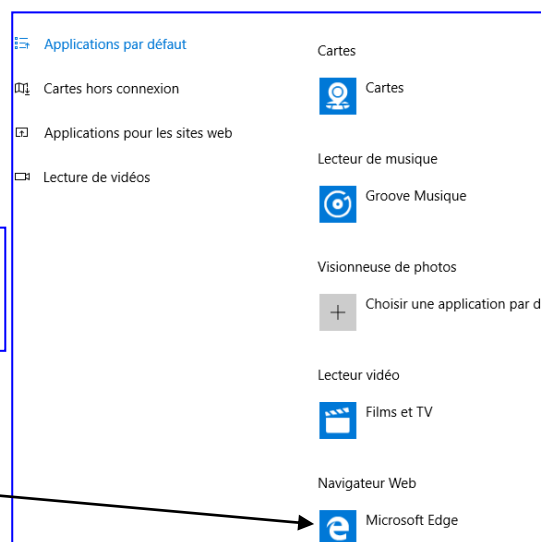 Applications par défaut
Cartes hors connexion
Applications pour les sites web
Lecture de vidéos
Cartes
Cartes
Lecteur de musique
Groove Musique
Visionneuse de photos
Choisir une application par d
Lecteur vidéo
Films et TV
Navigateur Web
Microsoft Edge